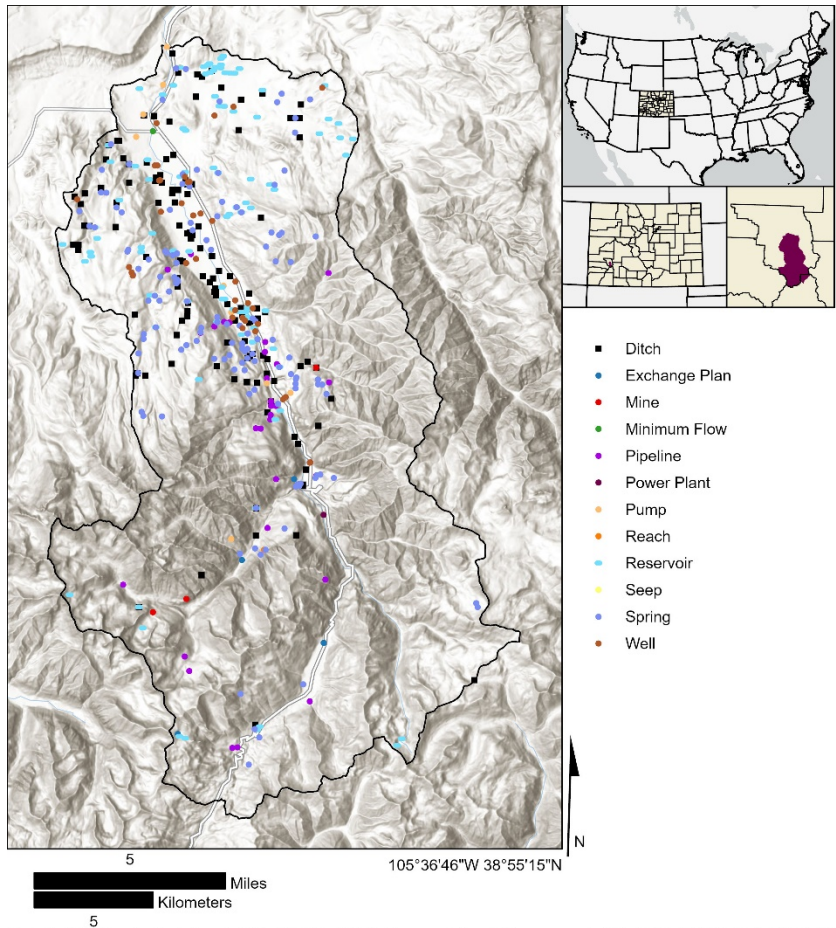 Ditch
Exchange Plan
Mine
Minimum Flow
Pipeline
Power Plant
Pump
Reach
Reservoir
Seep
Spring
Well
N
5
105°36'46"W 38°55'15"N
Miles
Kilometers
5